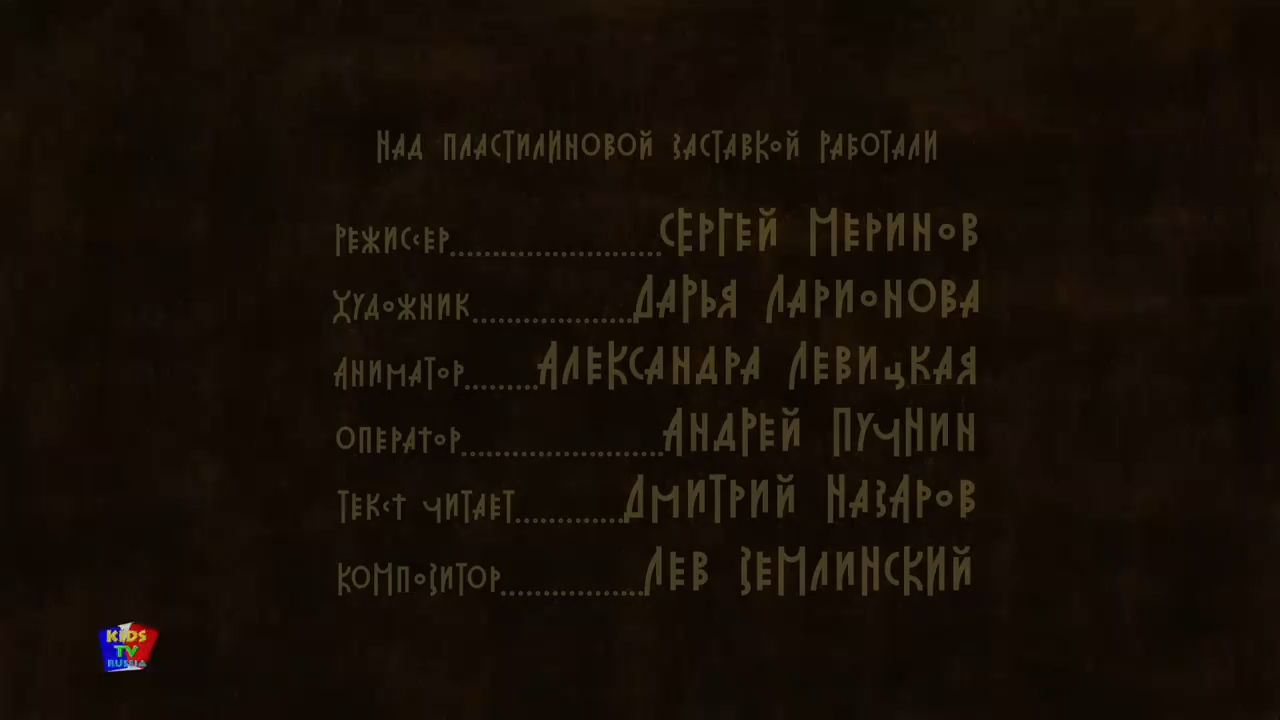 Над пластилиновой заставкой работали
режиссер......................Сергей Меринов
художник.................Дарья Ларионова
аниматор.........Александра Левицкая
оператор.....................Андрей Пучнин
текст читает............Дмитрий Назаров
композитор...............Лев Землинский
KIDS
TV
RUSSIA